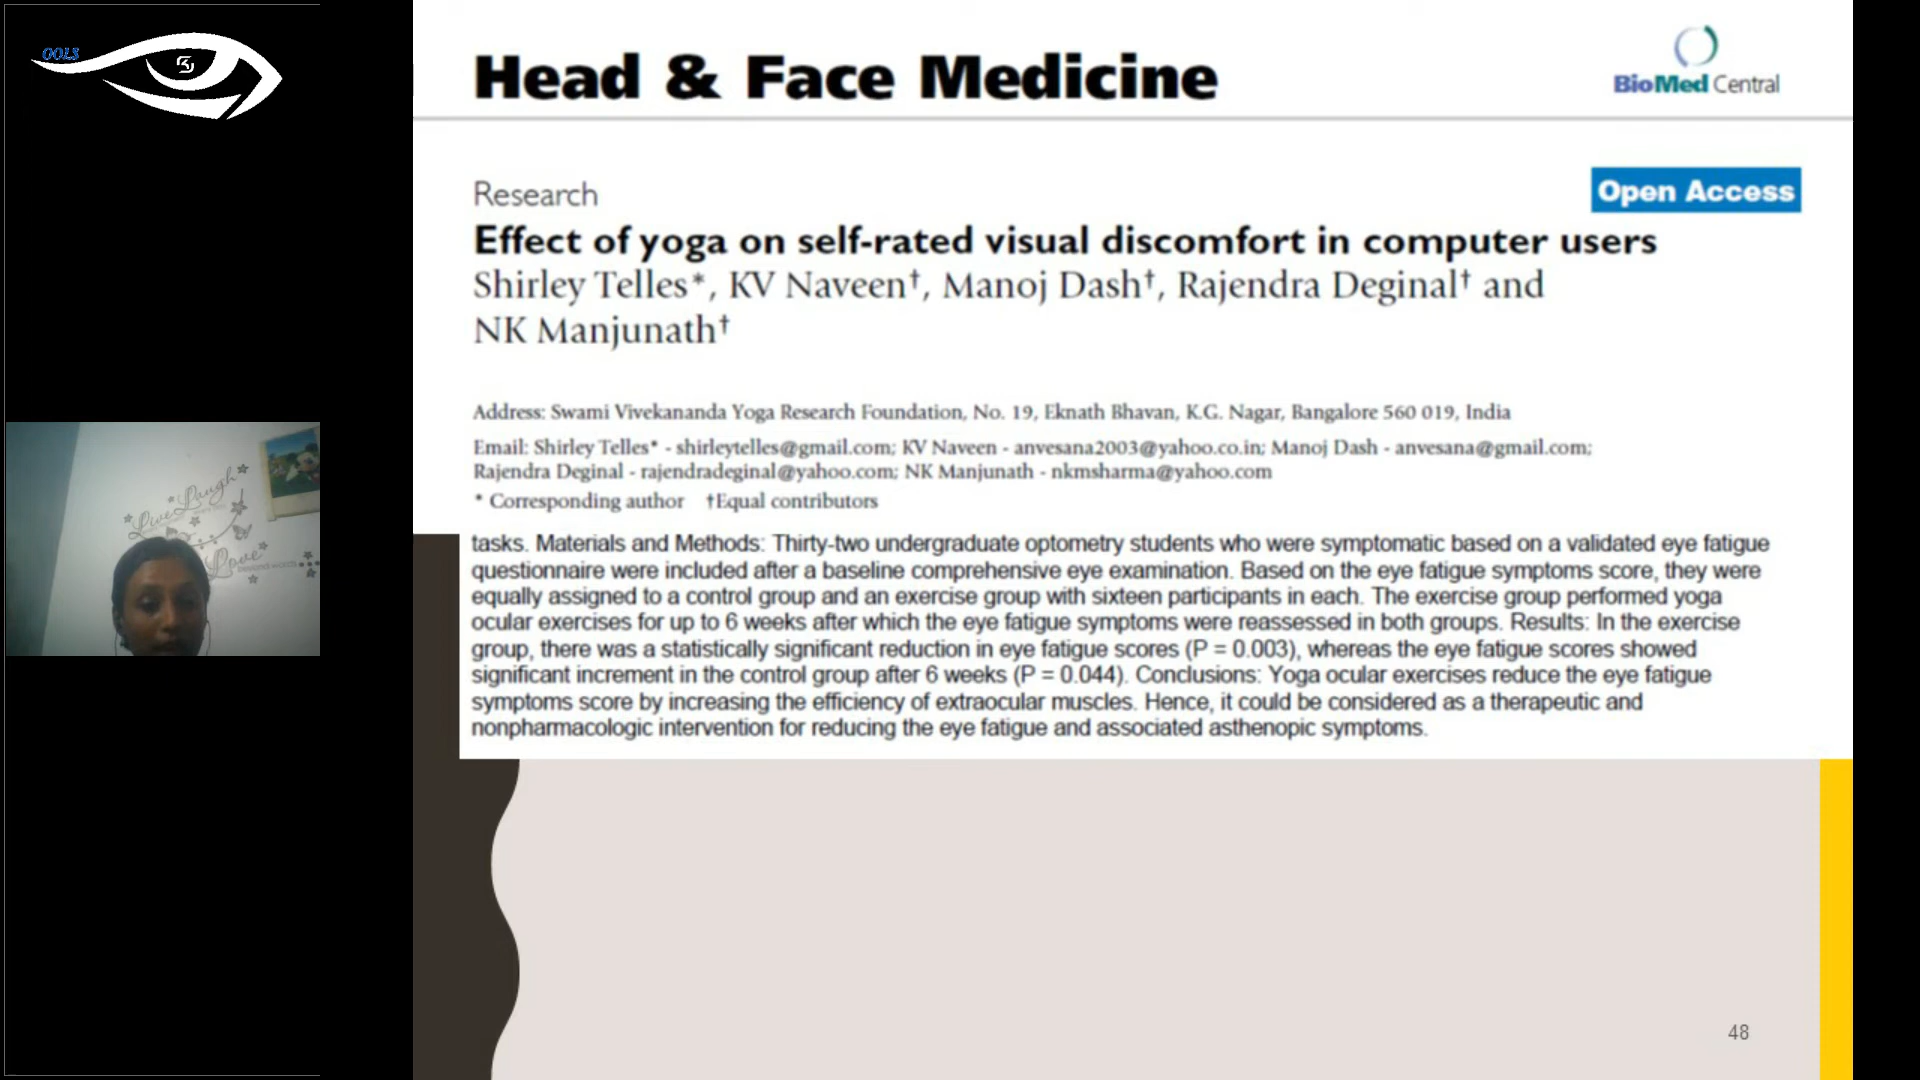 OOLS
Head & Face Medicine
BioMed Central
Research
Open Access
Effect of yoga on self-rated visual discomfort in computer users
Shirley Telles*, KV Naveen†, Manoj Dash†, Rajendra Deginal† and
NK Manjunath†
Address: Swami Vivekananda Yoga Research Foundation, No. 19, Eknath Bhavan, K.G. Nagar, Bangalore 560 019, India
Email: Shirley Telles* - shirleytelles@gmail.com; KV Naveen - anvesana2003@yahoo.co.in; Manoj Dash - anvesana@gmail.com;
Rajendra Deginal - rajendradeginal@yahoo.com; NK Manjunath - nkmsharma@yahoo.com
* Corresponding author †Equal contributors
tasks. Materials and Methods: Thirty-two undergraduate optometry students who were symptomatic based on a validated eye fatigue
questionnaire were included after a baseline comprehensive eye examination. Based on the eye fatigue symptoms score, they were
equally assigned to a control group and an exercise group with sixteen participants in each. The exercise group performed yoga
ocular exercises for up to 6 weeks after which the eye fatigue symptoms were reassessed in both groups. Results: In the exercise
group, there was a statistically significant reduction in eye fatigue scores (P = 0.003), whereas the eye fatigue scores showed
significant increment in the control group after 6 weeks (P = 0.044). Conclusions: Yoga ocular exercises reduce the eye fatigue
symptoms score by increasing the efficiency of extraocular muscles. Hence, it could be considered as a therapeutic and
nonpharmacologic intervention for reducing the eye fatigue and associated asthenopic symptoms.
Live Laugh
Love
48